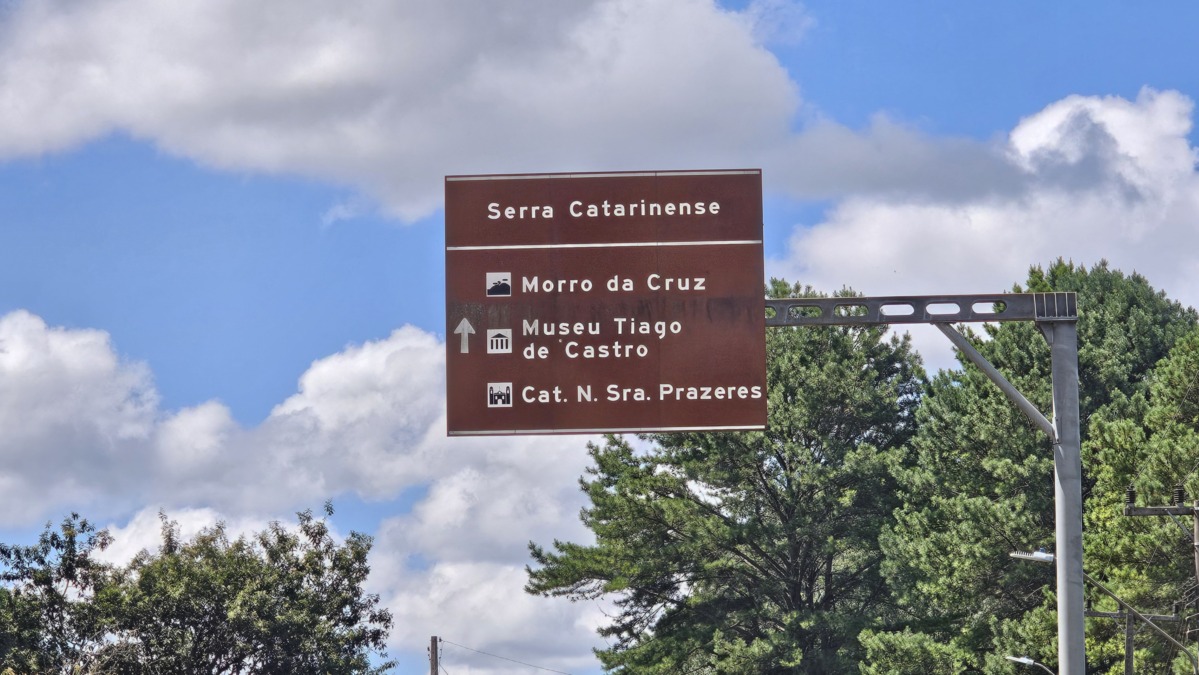 Serra Catarinense
Morro da Cruz
Museu Tiago
de Castro
Cat. N. Sra. Prazeres